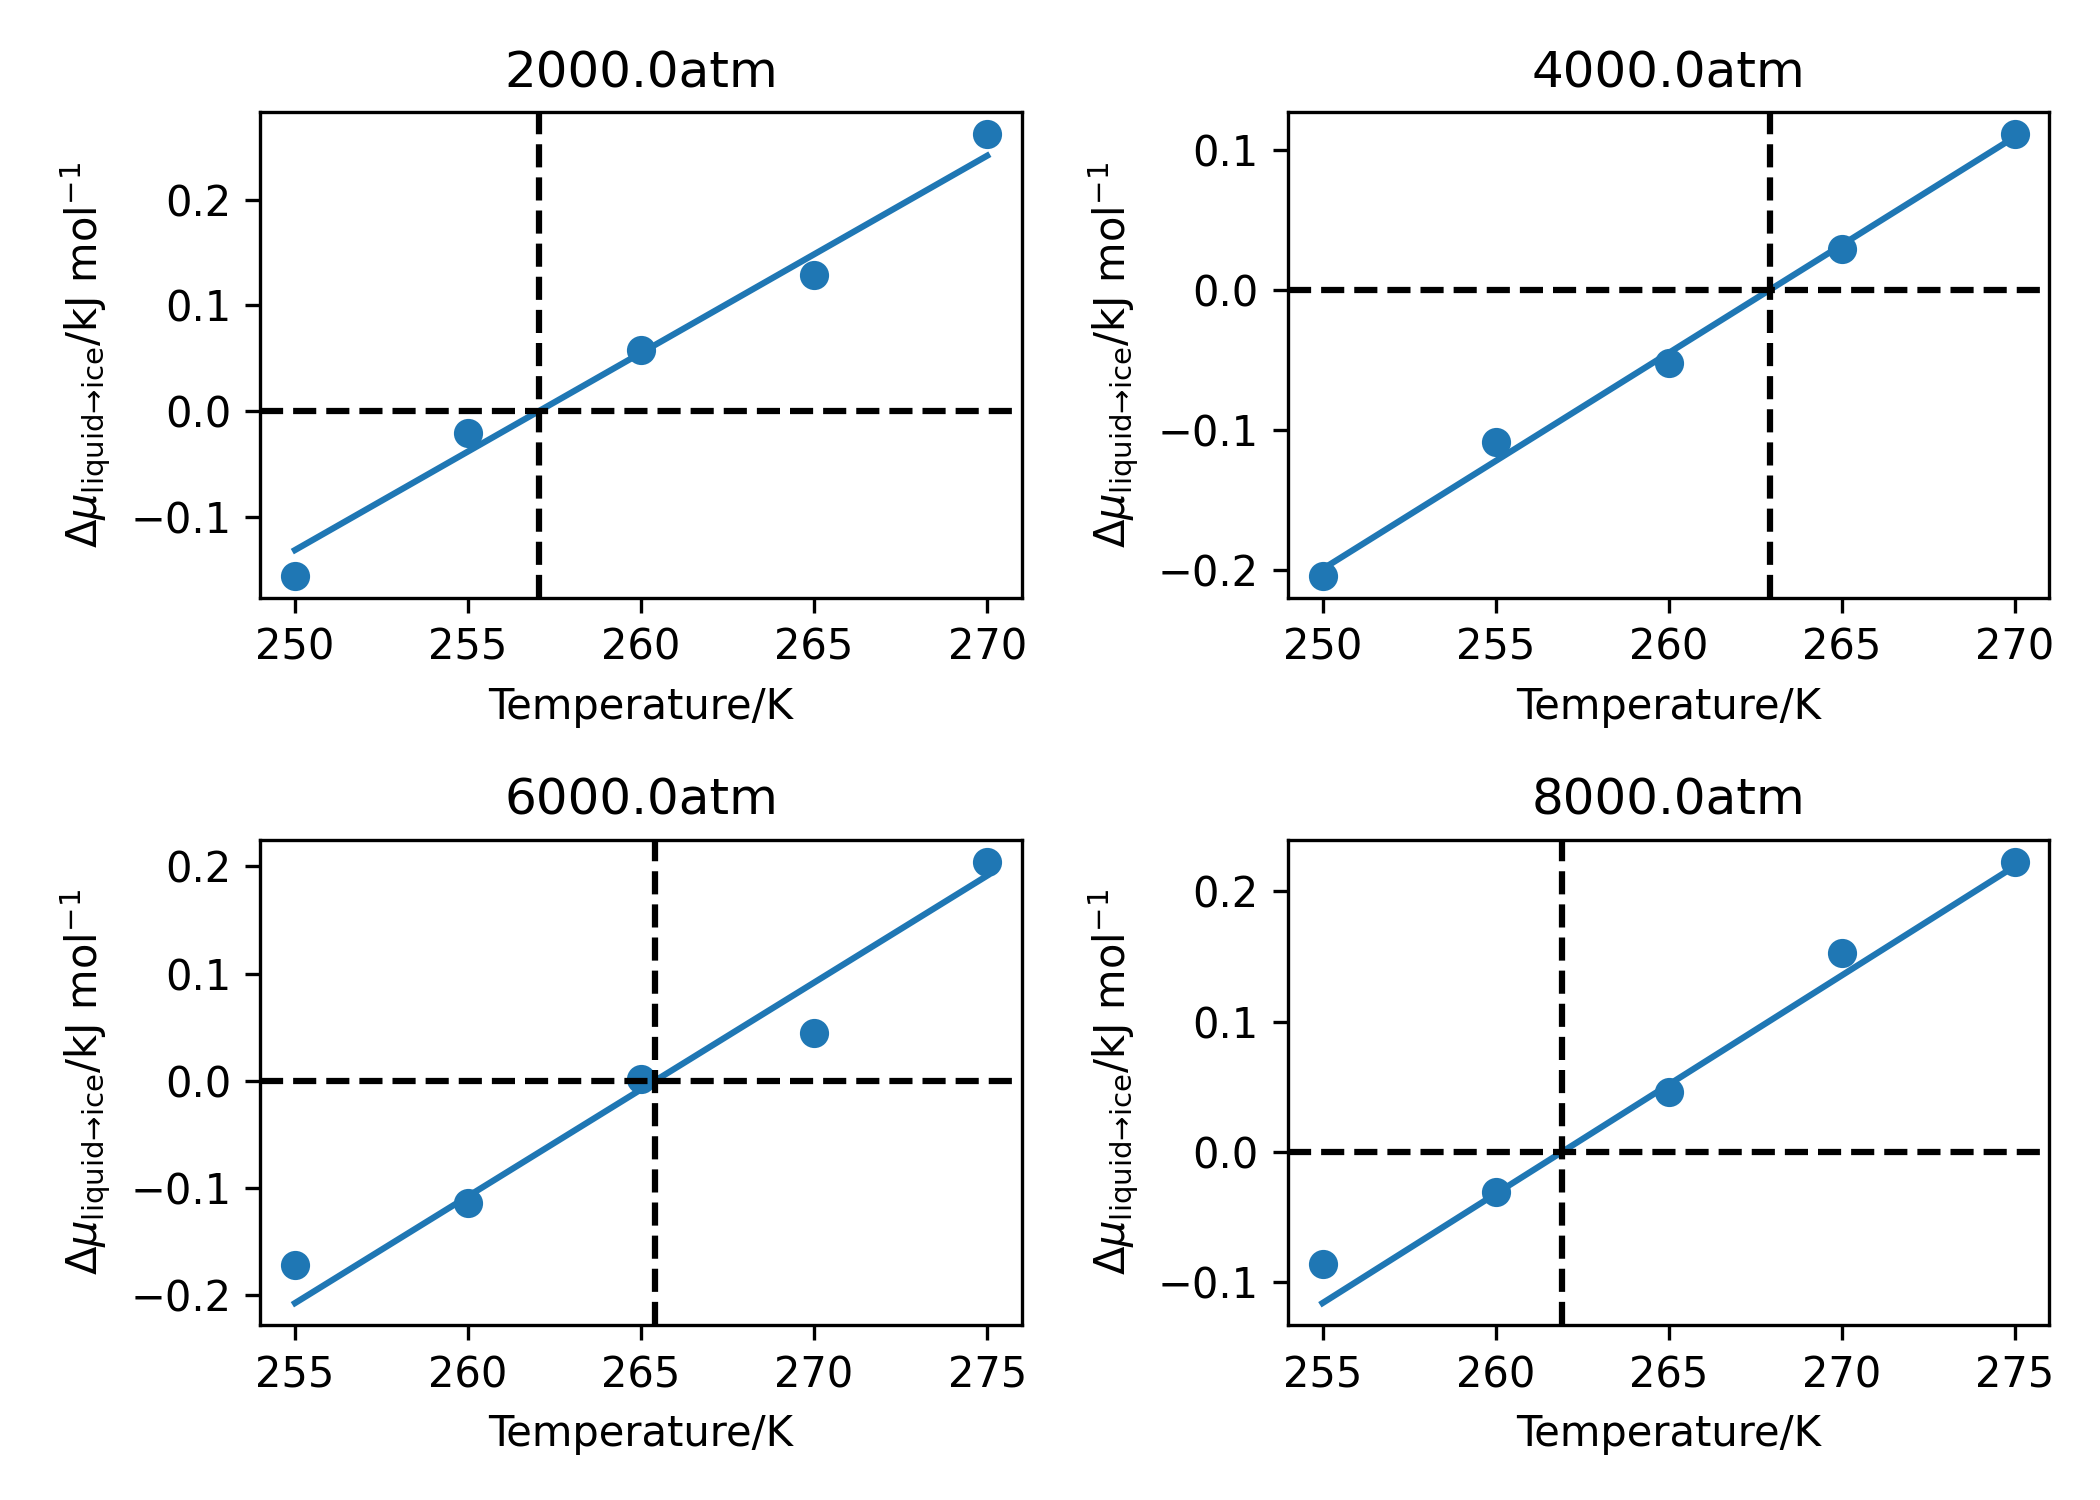 2000.0atm
Δμliquid→ice/kJ mol−1
0.2
0.1
0.0
−0.1
250 255 260 265 270
Temperature/K
4000.0atm
Δμliquid→ice/kJ mol−1
0.1
0.0
−0.1
−0.2
250 255 260 265 270
Temperature/K
6000.0atm
Δμliquid→ice/kJ mol−1
0.2
0.1
0.0
−0.1
−0.2
255 260 265 270 275
Temperature/K
8000.0atm
Δμliquid→ice/kJ mol−1
0.2
0.1
0.0
−0.1
255 260 265 270 275
Temperature/K